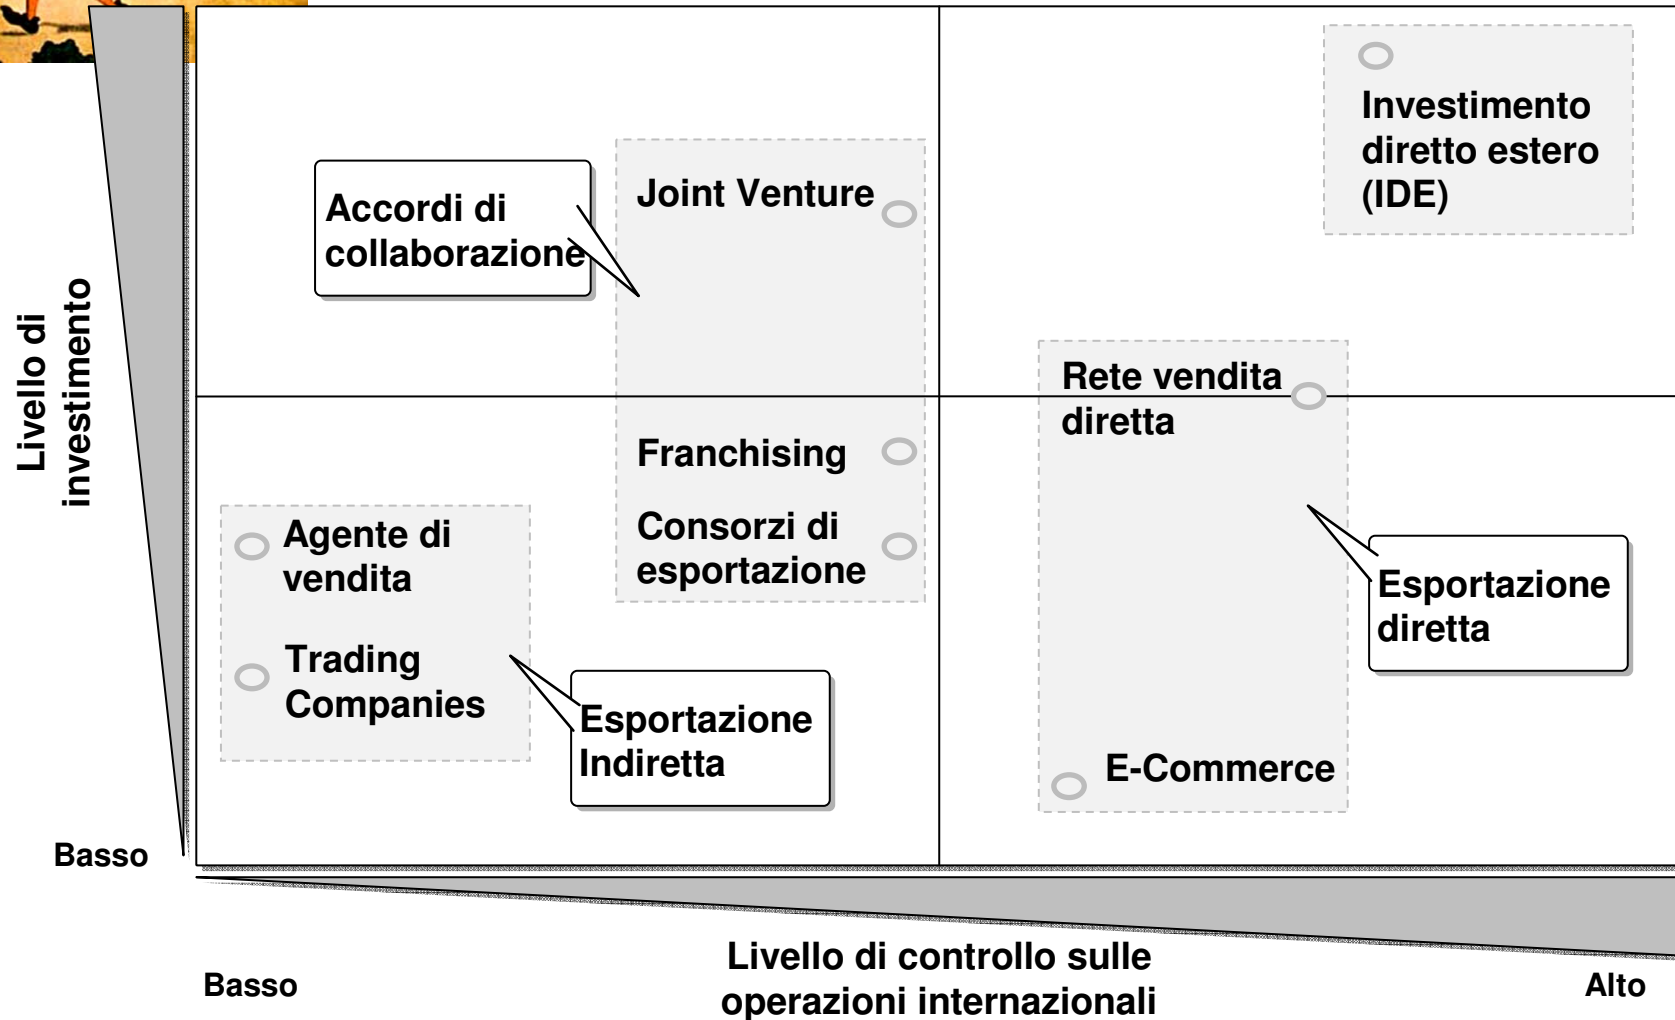 Investimento
diretto estero
(IDE)
Accordi di
collaborazione
Joint Venture
Livello di
investimento
Rete vendita
diretta
Franchising
Consorzi di
esportazione
Agente di
vendita
Esportazione
diretta
Trading
Companies
Esportazione
Indiretta
E-Commerce
Basso
Livello di controllo sulle
operazioni internazionali
Basso
Alto